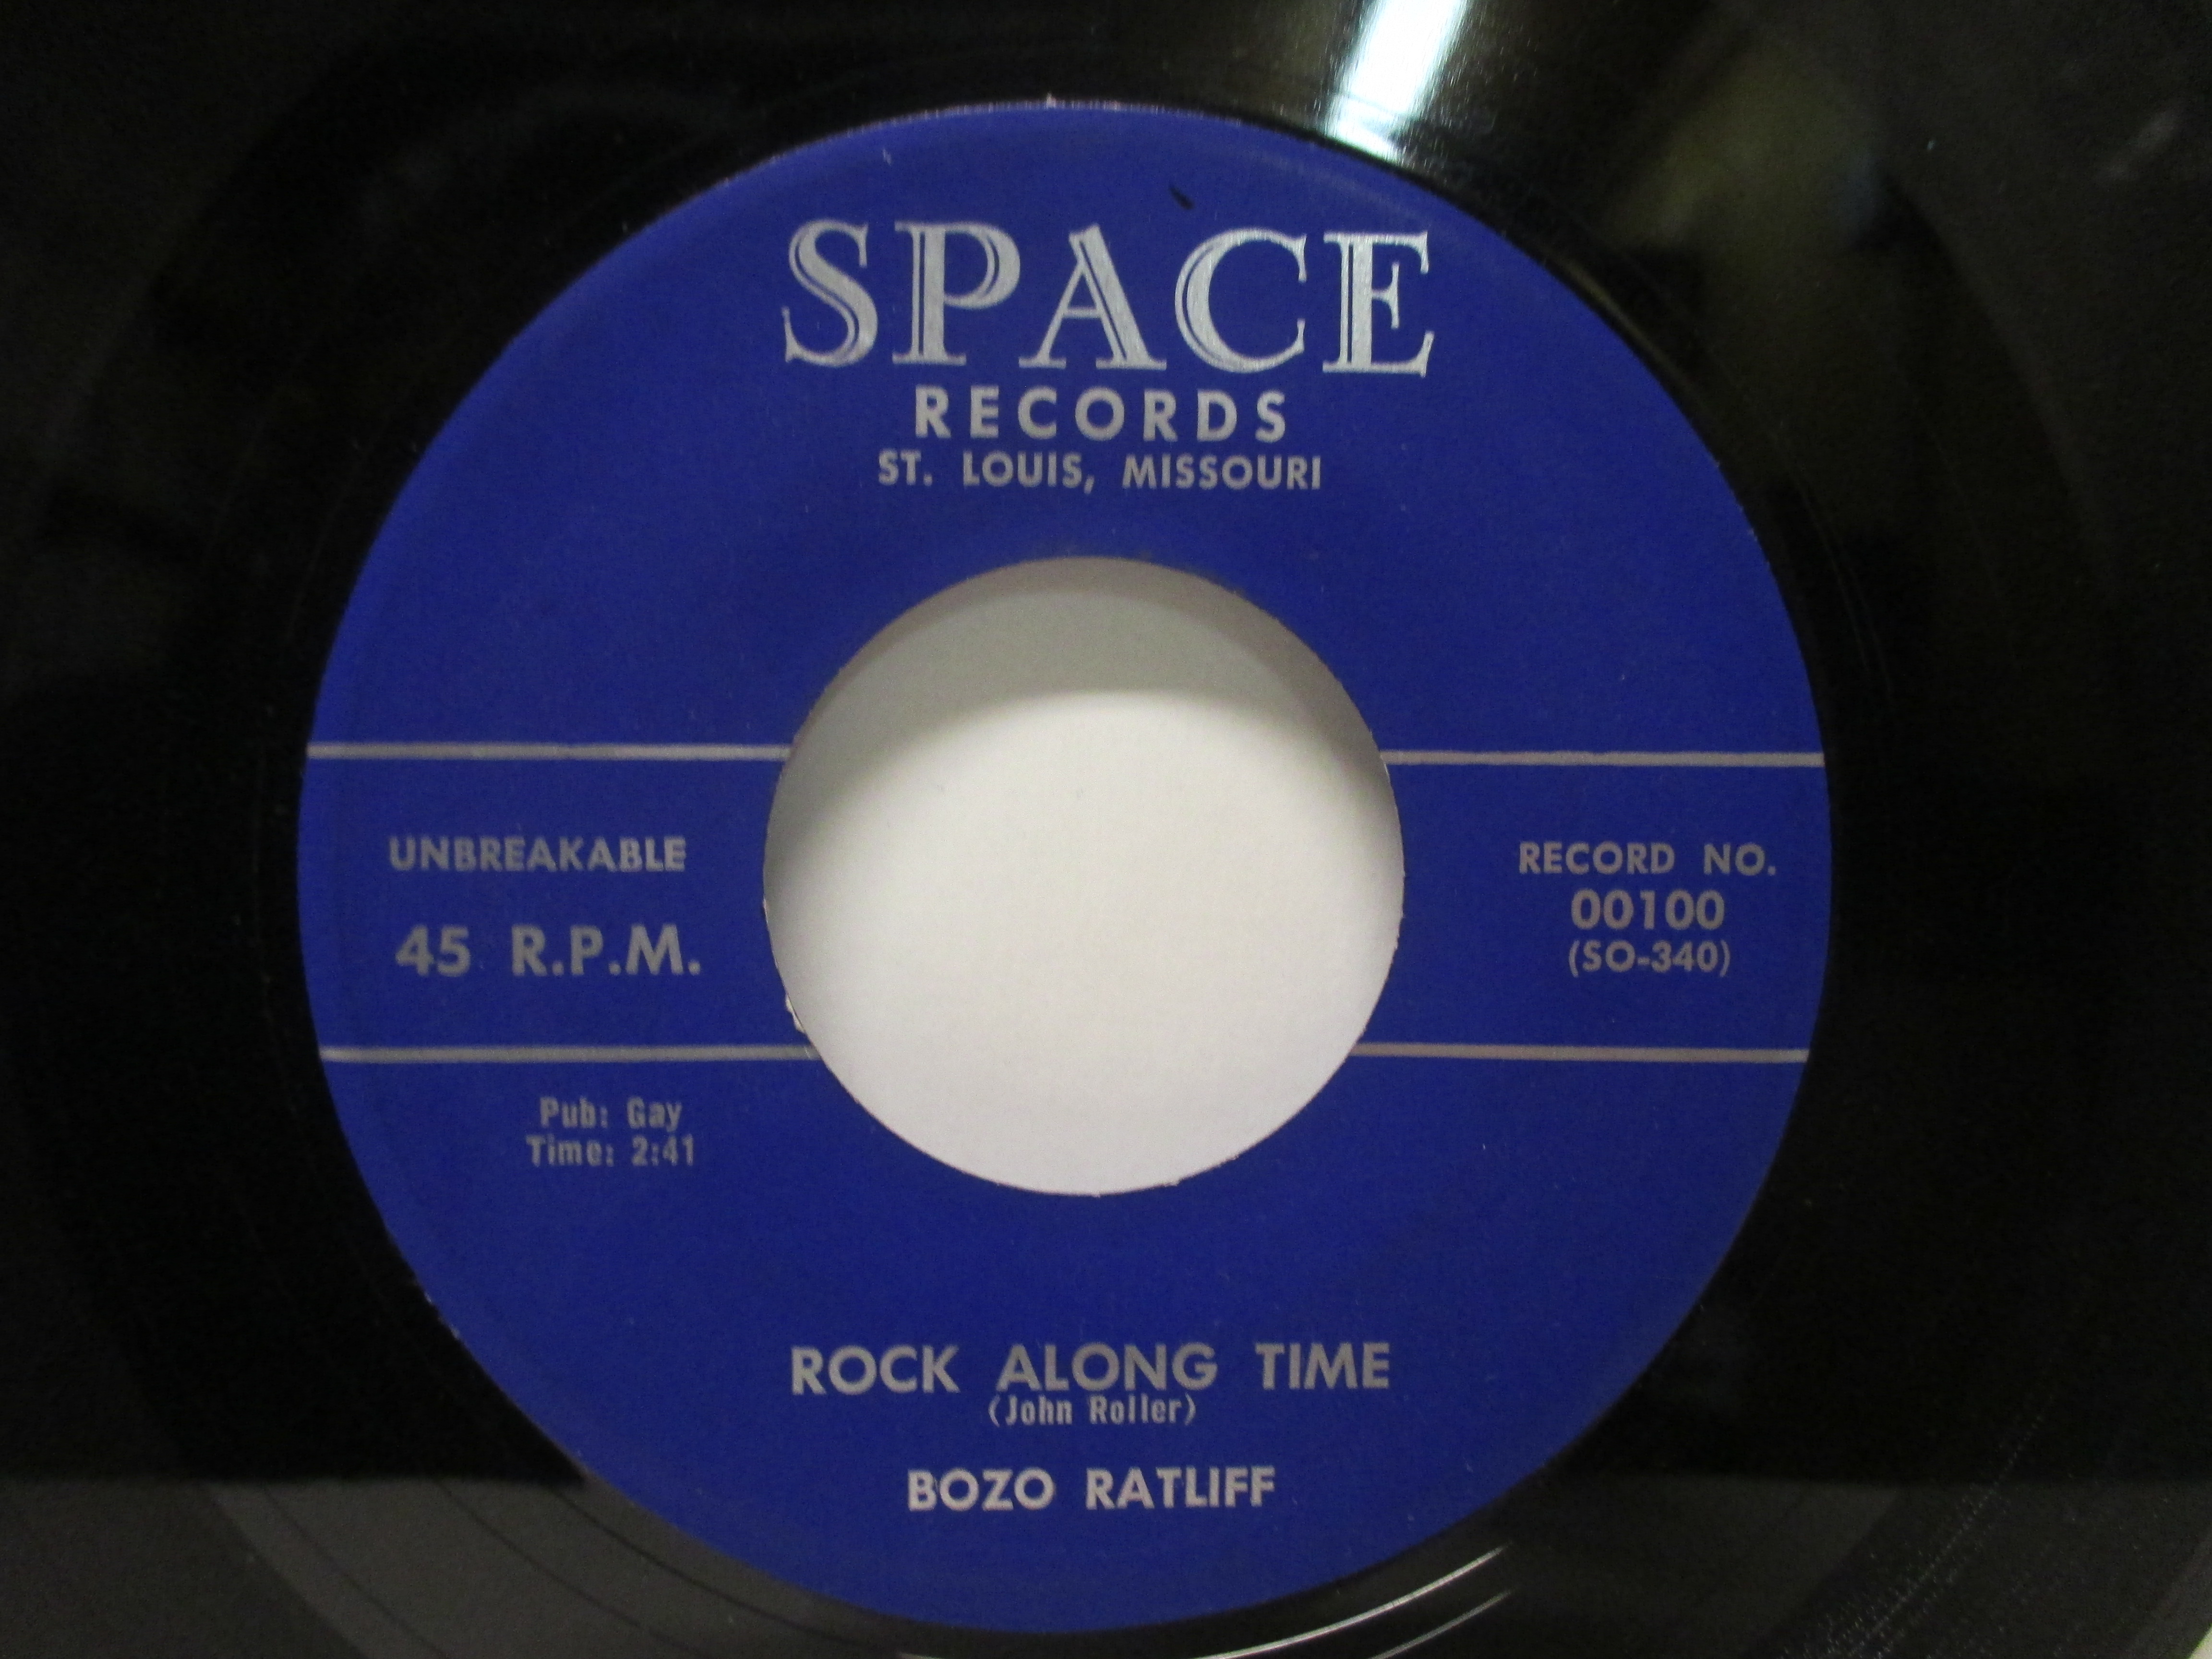 SPACE
RECORDS
ST. LOUIS, MISSOURI
UNBREAKABLE
45 R.P.M.
RECORD NO.
00100
(SO-340)
Pub: Gay
Time: 2:41
ROCK ALONG TIME
(John Roller)
BOZO RATLIFF